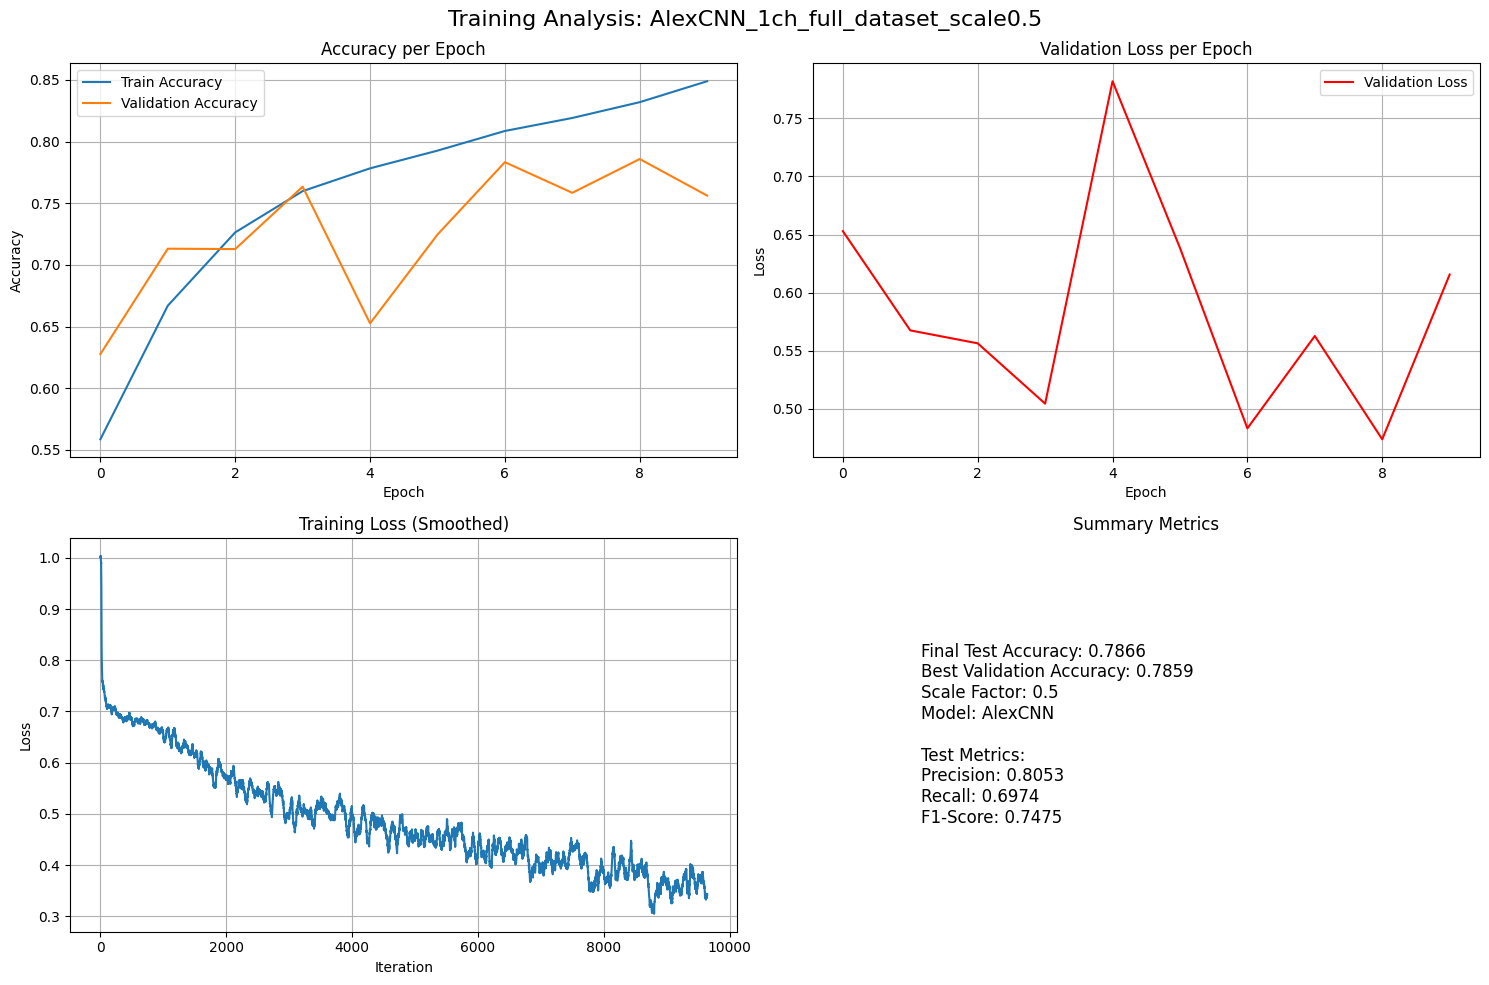 Training Analysis: AlexCNN_1ch_full_dataset_scale0.5
Accuracy per Epoch
Train Accuracy
Validation Accuracy
0.85
0.80
0.75
0.70
0.65
0.60
0.55
Accuracy
0 2 4 6 8
Epoch
Validation Loss per Epoch
Validation Loss
0.75
0.70
0.65
0.60
0.55
0.50
Loss
0 2 4 6 8
Epoch
Training Loss (Smoothed)
1.0
0.9
0.8
0.7
0.6
0.5
0.4
0.3
Loss
0 2000 4000 6000 8000 10000
Iteration
Summary Metrics
Final Test Accuracy: 0.7866
Best Validation Accuracy: 0.7859
Scale Factor: 0.5
Model: AlexCNN
Test Metrics:
Precision: 0.8053
Recall: 0.6974
F1-Score: 0.7475